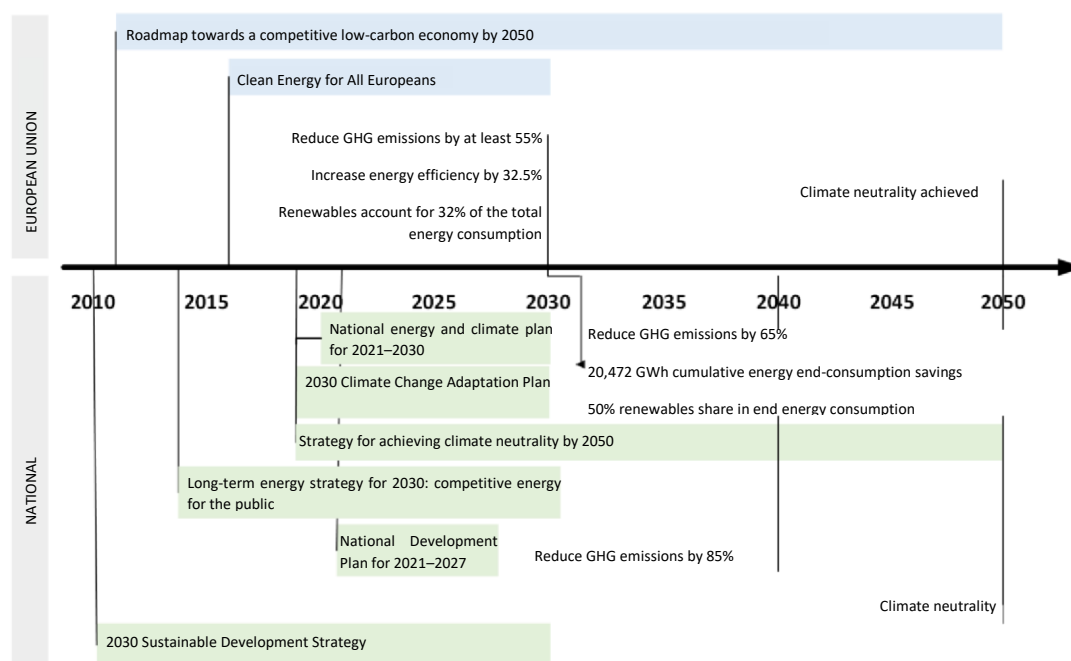 EUROPEAN UNION
Roadmap towards a competitive low-carbon economy by 2050
Clean Energy for All Europeans
Reduce GHG emissions by at least 55%
Increase energy efficiency by 32.5%
Renewables account for 32% of the total
energy consumption
Climate neutrality achieved
2010 2015 2020 2025 2030 2035 2040 2045 2050
NATIONAL
National energy and climate plan
for 2021–2030
2030 Climate Change Adaptation Plan
Reduce GHG emissions by 65%
20,472 GWh cumulative energy end-consumption savings
50% renewables share in end energy consumption
Strategy for achieving climate neutrality by 2050
Long-term energy strategy for 2030: competitive energy
for the public
National Development
Plan for 2021–2027
Reduce GHG emissions by 85%
Climate neutrality
2030 Sustainable Development Strategy